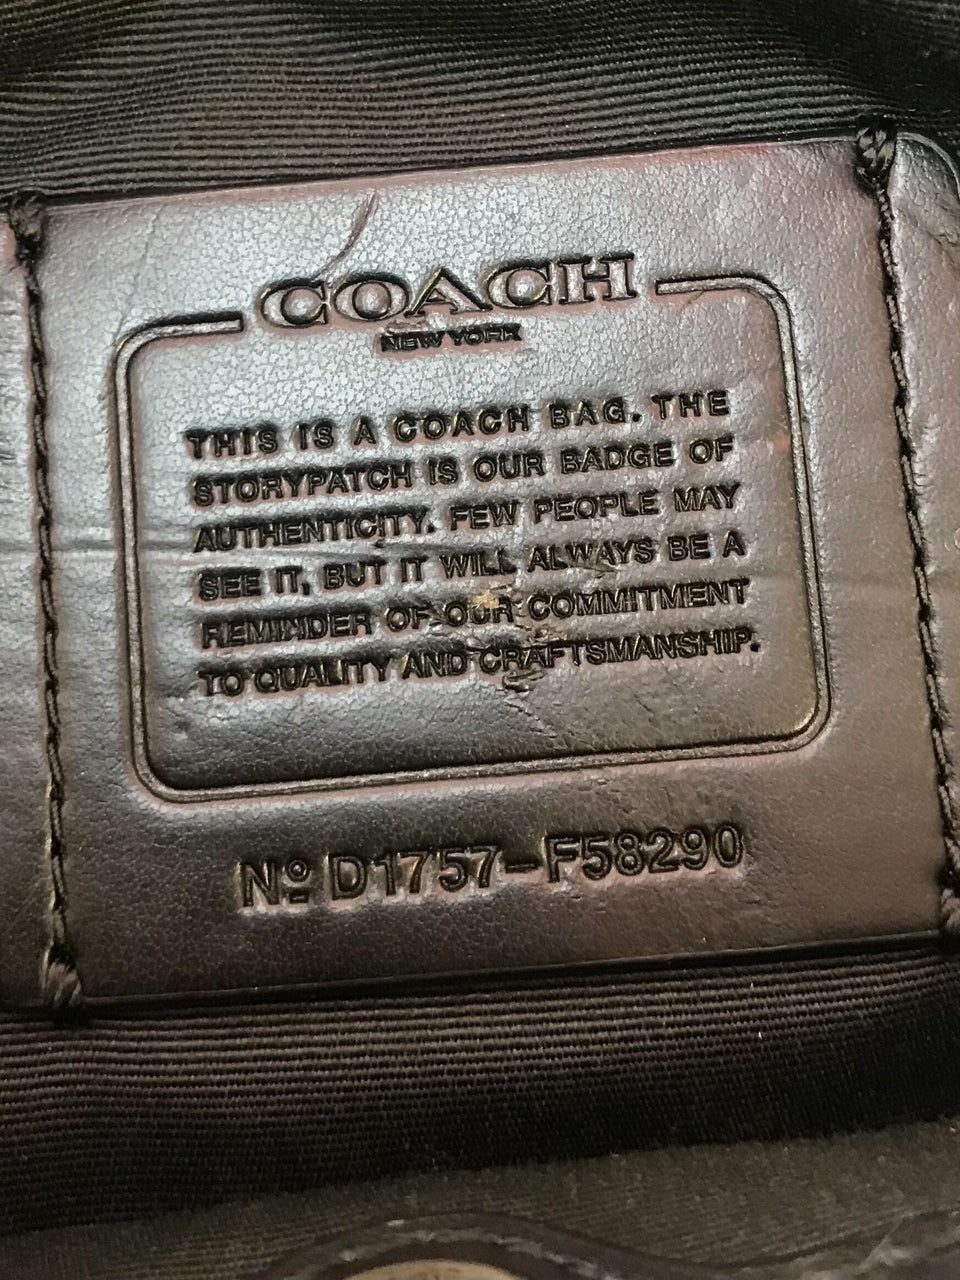 COACH
NEW YORK
THIS IS A COACH BAG. THE
STORYPATCH IS OUR BADGE OF
AUTHENTICITY. FEW PEOPLE MAY
SEE IT, BUT IT WILL ALWAYS BE A
REMINDER OF OUR COMMITMENT
TO QUALITY AND CRAFTSMANSHIP.
Nº D1757-F58290